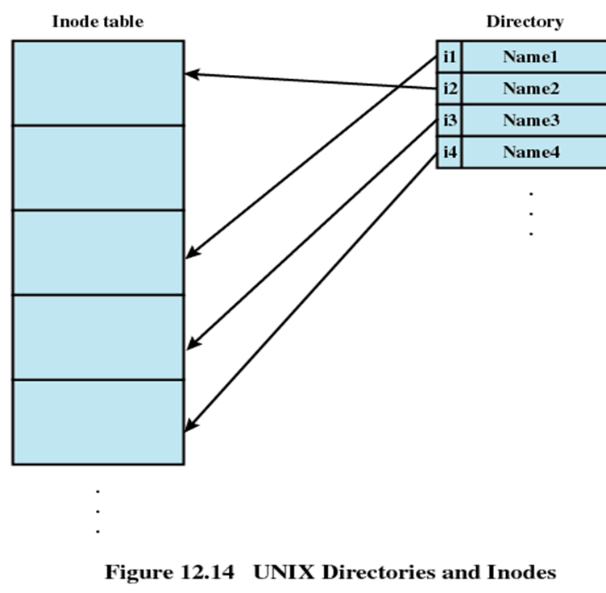 Inode table
Directory
i1 Name1
i2 Name2
i3 Name3
i4 Name4
Figure 12.14 UNIX Directories and Inodes